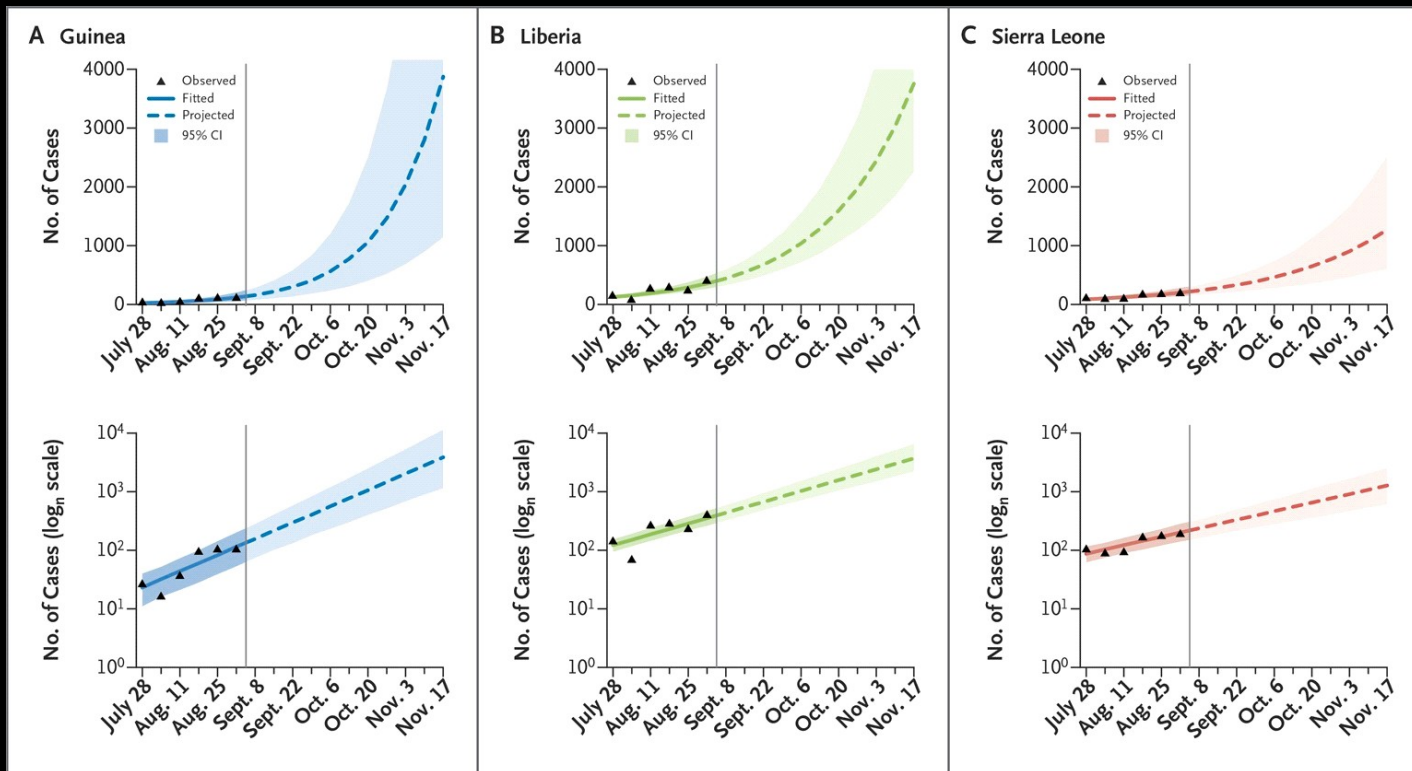 A Guinea
4000
3000
2000
1000
0
No. of Cases
Observed
Fitted
Projected
95% CI
July 28
Aug. 11
Aug. 25
Sept. 8
Sept. 22
Oct. 6
Oct. 20
Nov. 3
Nov. 17
10⁴
10³
10²
10¹
10⁰
No. of Cases (logₙ scale)
July 28
Aug. 11
Aug. 25
Sept. 8
Sept. 22
Oct. 6
Oct. 20
Nov. 3
Nov. 17
B Liberia
4000
3000
2000
1000
0
No. of Cases
Observed
Fitted
Projected
95% CI
July 28
Aug. 11
Aug. 25
Sept. 8
Sept. 22
Oct. 6
Oct. 20
Nov. 3
Nov. 17
10⁴
10³
10²
10¹
10⁰
No. of Cases (logₙ scale)
July 28
Aug. 11
Aug. 25
Sept. 8
Sept. 22
Oct. 6
Oct. 20
Nov. 3
Nov. 17
C Sierra Leone
4000
3000
2000
1000
0
No. of Cases
Observed
Fitted
Projected
95% CI
July 28
Aug. 11
Aug. 25
Sept. 8
Sept. 22
Oct. 6
Oct. 20
Nov. 3
Nov. 17
10⁴
10³
10²
10¹
10⁰
No. of Cases (logₙ scale)
July 28
Aug. 11
Aug. 25
Sept. 8
Sept. 22
Oct. 6
Oct. 20
Nov. 3
Nov. 17